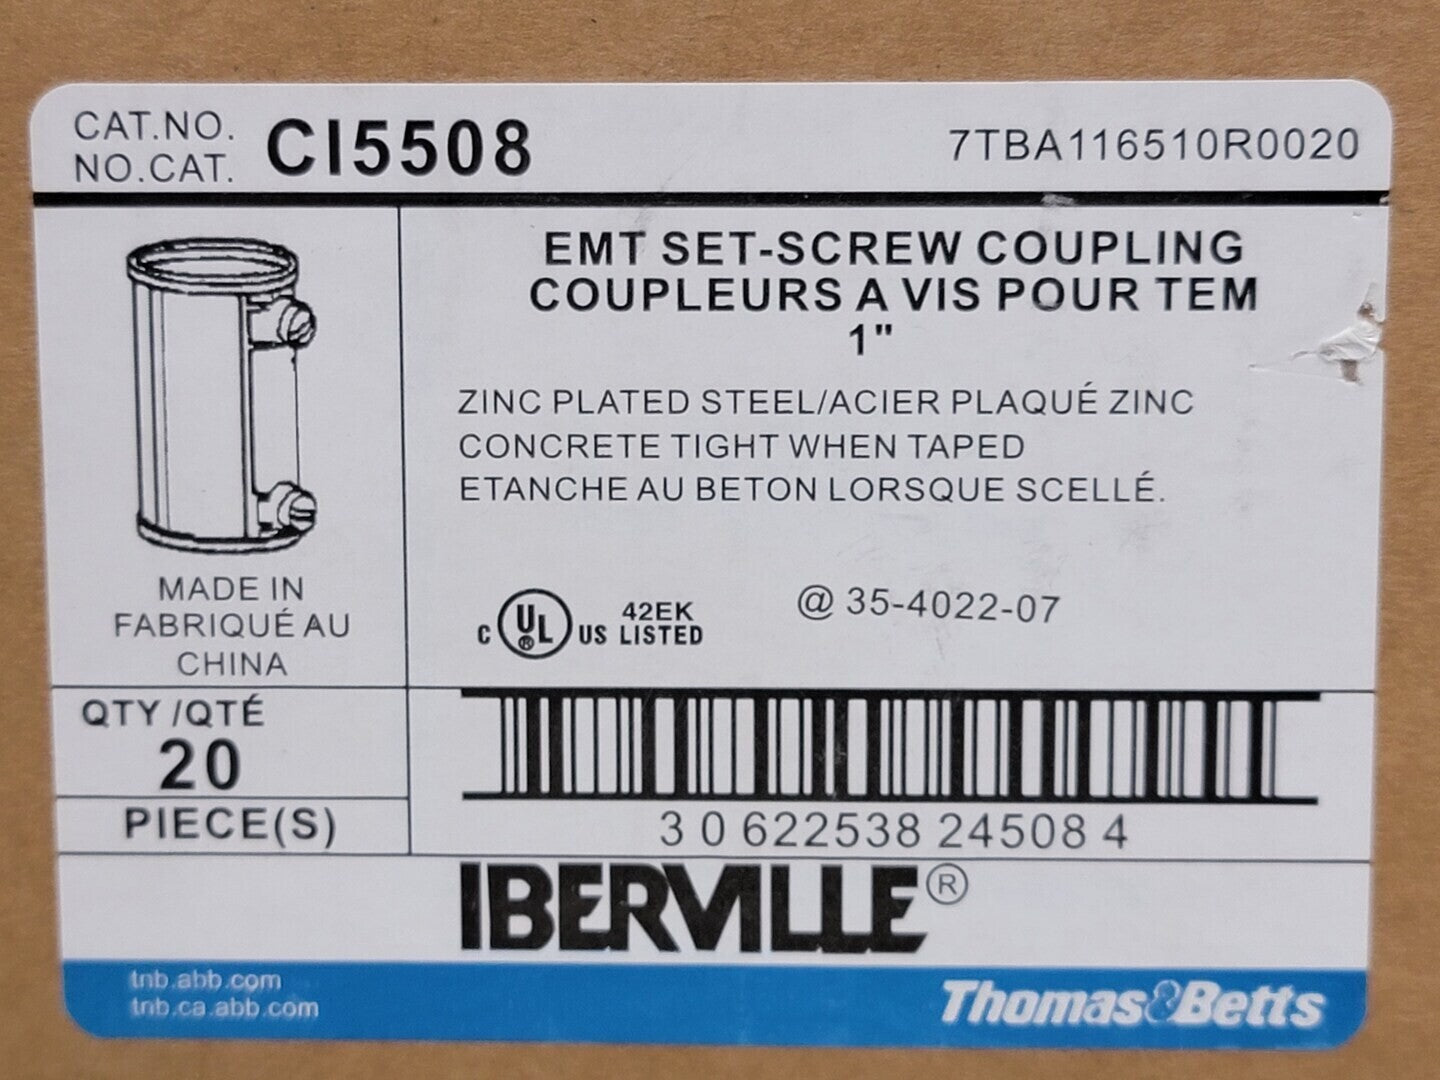 CAT.NO.
NO.CAT.
CI5508
7TBA116510R0020
EMT SET-SCREW COUPLING
COUPLEURS A VIS POUR TEM
1"
ZINC PLATED STEEL/ACIER PLAQUÉ ZINC
CONCRETE TIGHT WHEN TAPED
ETANCHE AU BETON LORSQUE SCELLÉ.
MADE IN
FABRIQUÉ AU
CHINA
C UL® US 42EK LISTED
@ 35-4022-07
QTY /QTÉ
20
PIECE(S)
3 0 622538 24508 4
IBERVILLE®
tnb.abb.com
tnb.ca.abb.com
Thomas&Betts